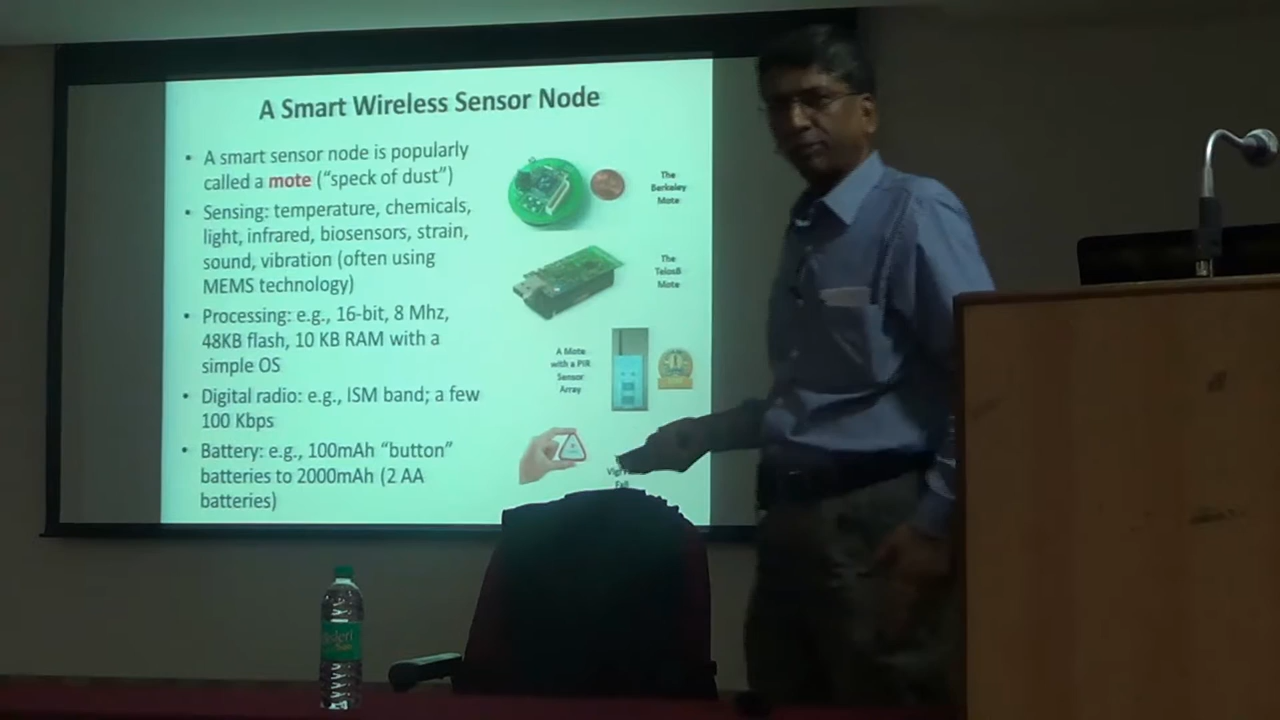 A Smart Wireless Sensor Node
• A smart sensor node is popularly
called a mote ("speck of dust")
• Sensing: temperature, chemicals,
light, infrared, biosensors, strain,
sound, vibration (often using
MEMS technology)
• Processing: e.g., 16-bit, 8 Mhz,
48KB flash, 10 KB RAM with a
simple OS
• Digital radio: e.g., ISM band; a few
100 Kbps
• Battery: e.g., 100mAh "button"
batteries to 2000mAh (2 AA
batteries)
The
Berkeley
Mote
The
TelosB
Mote
A Mote
with a PIR
Sensor
Array
Fall